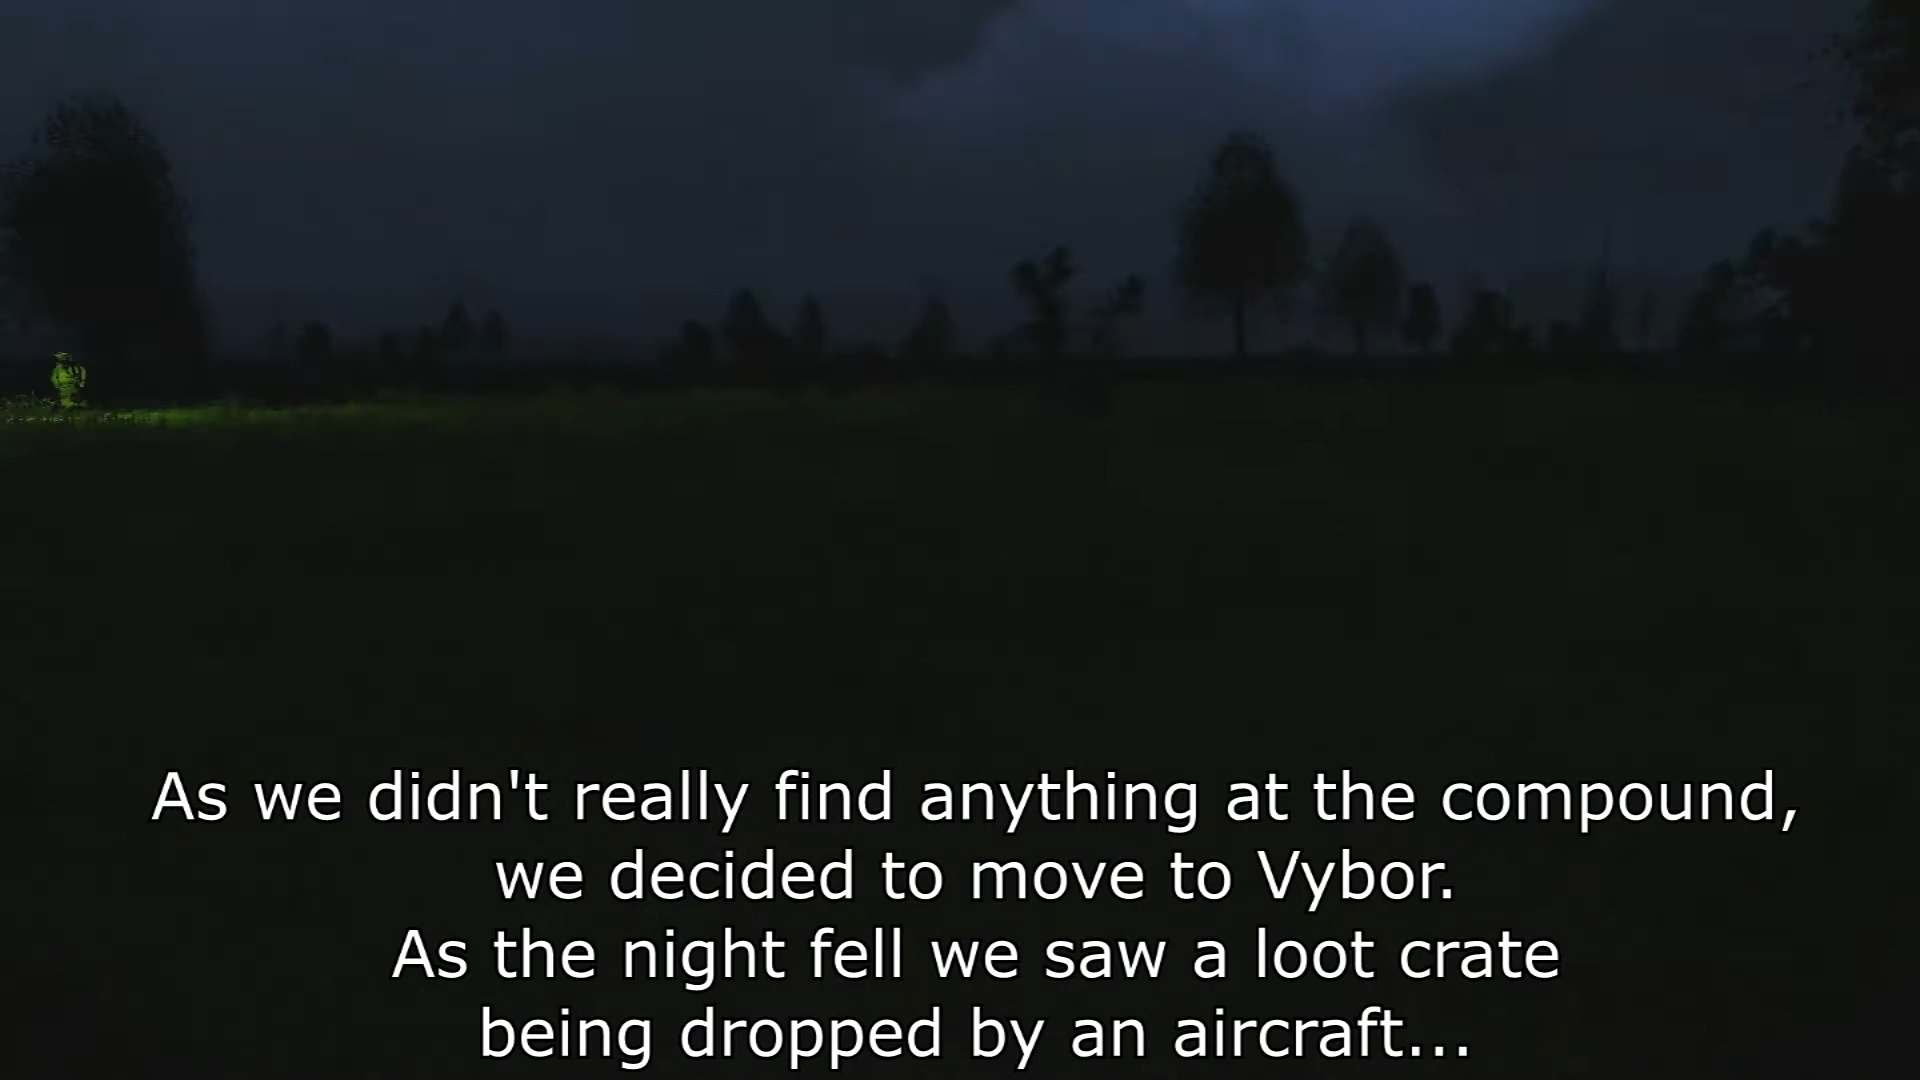 As we didn't really find anything at the compound,
we decided to move to Vybor.
As the night fell we saw a loot crate
being dropped by an aircraft...